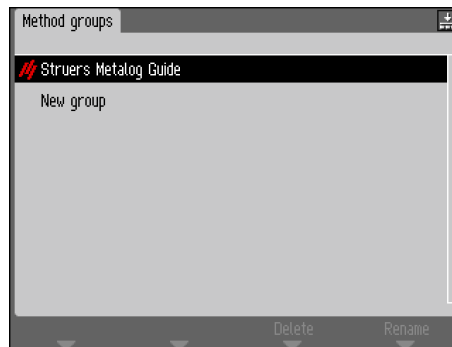 Method groups
Struers Metalog Guide
New group
Delete Rename